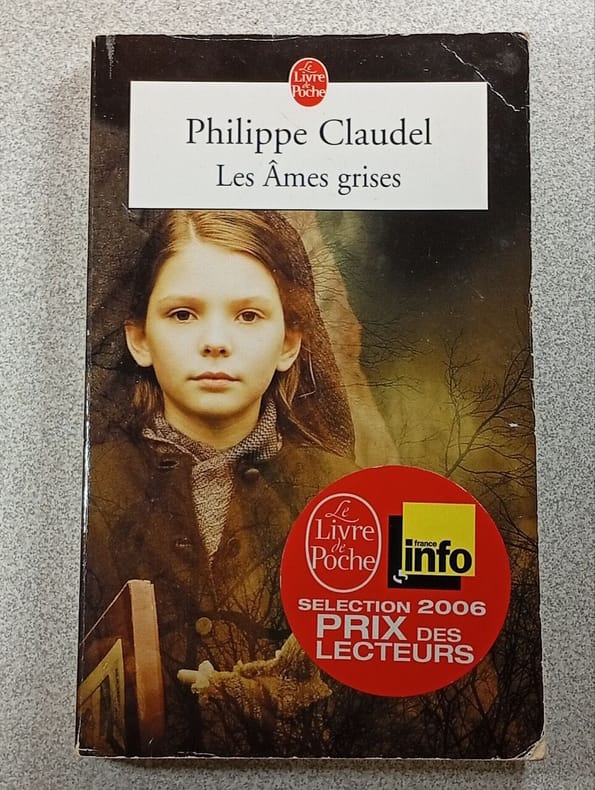 Le
Livre
de
Poche
Philippe Claudel
Les Âmes grises
Le
Livre
de
Poche
france
info
SELECTION 2006
PRIX DES
LECTEURS